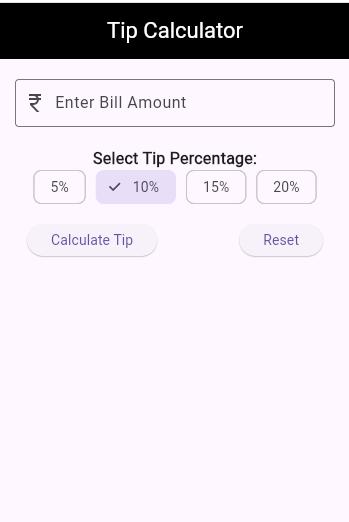 Tip Calculator
₹ Enter Bill Amount
Select Tip Percentage:
5% 10% 15% 20%
Calculate Tip Reset